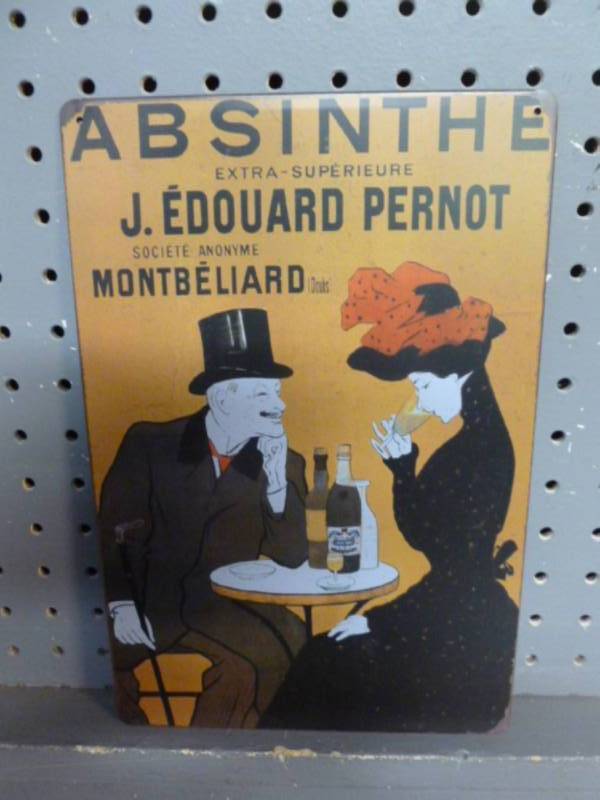 ABSINTHE
EXTRA-SUPÉRIEURE
J. ÉDOUARD PERNOT
SOCIÉTÉ ANONYME
MONTBÉLIARD (Doubs)